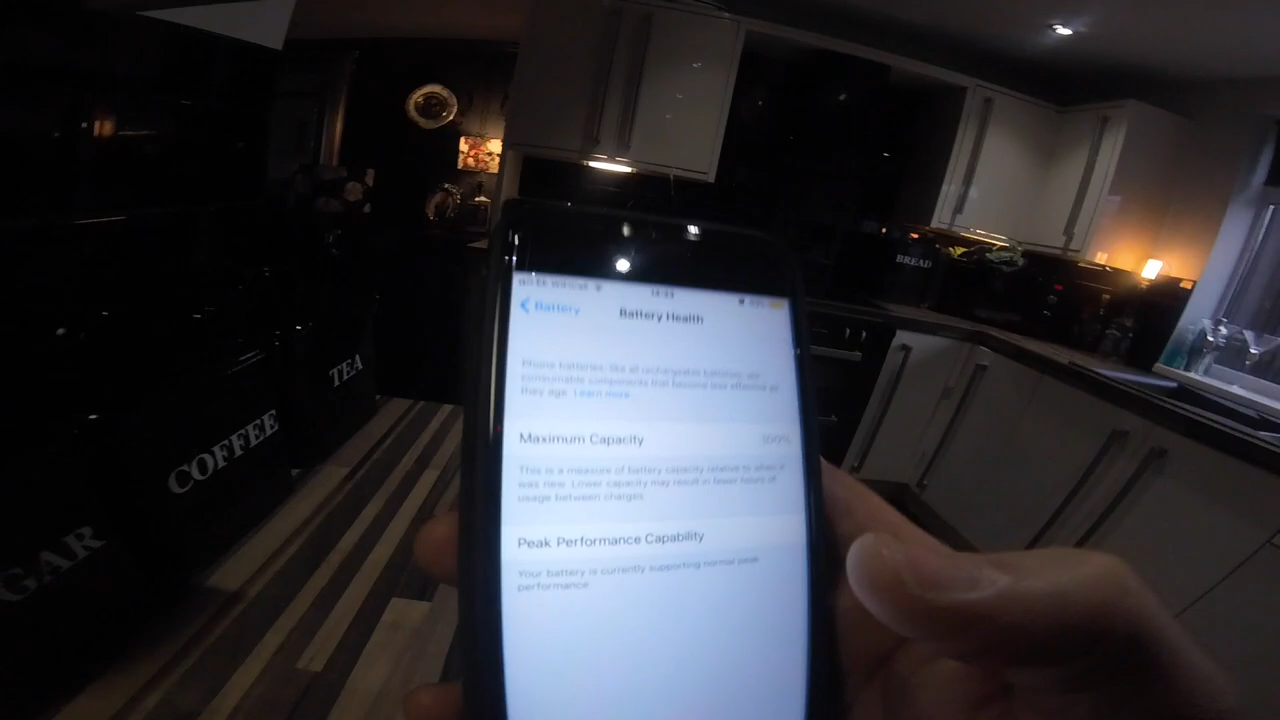 Battery
Battery Health
Phone batteries, like all rechargeable batteries, are
consumable components that become less effective as
they age. Learn more
Maximum Capacity 100%
This is a measure of battery capacity relative to when it
was new. Lower capacity may result in fewer hours of
usage between charges.
Peak Performance Capability
Your battery is currently supporting normal peak
performance.
BREAD
TEA
COFFEE
GAR